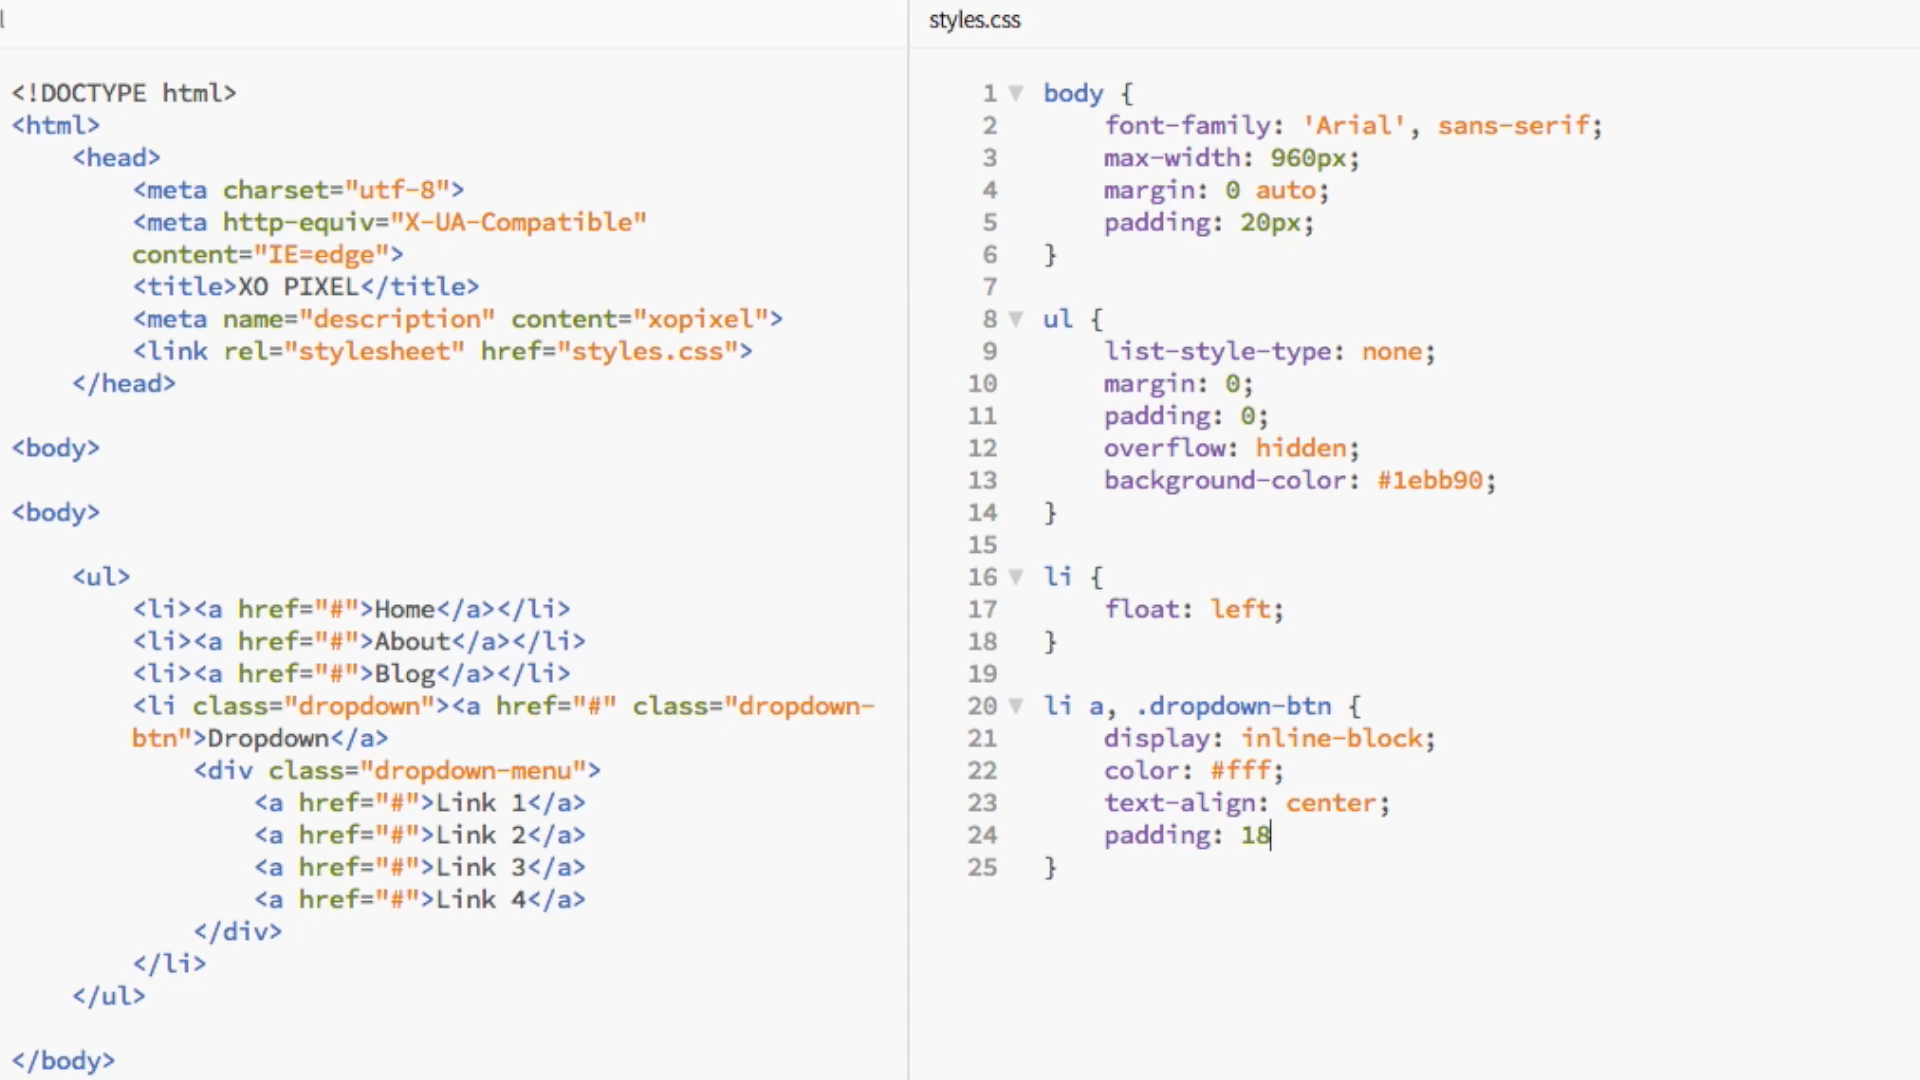 <!DOCTYPE html>
<html>
<head>
<meta charset="utf-8">
<meta http-equiv="X-UA-Compatible"
content="IE=edge">
<title>XO PIXEL</title>
<meta name="description" content="xopixel">
<link rel="stylesheet" href="styles.css">
</head>
<body>
<body>
<ul>
<li><a href="#">Home</a></li>
<li><a href="#">About</a></li>
<li><a href="#">Blog</a></li>
<li class="dropdown"><a href="#" class="dropdown-
btn">Dropdown</a>
<div class="dropdown-menu">
<a href="#">Link 1</a>
<a href="#">Link 2</a>
<a href="#">Link 3</a>
<a href="#">Link 4</a>
</div>
</li>
</ul>
</body>
styles.css
1 body {
2 font-family: 'Arial', sans-serif;
3 max-width: 960px;
4 margin: 0 auto;
5 padding: 20px;
6 }
7
8 ul {
9 list-style-type: none;
10 margin: 0;
11 padding: 0;
12 overflow: hidden;
13 background-color: #1ebb90;
14 }
15
16 li {
17 float: left;
18 }
19
20 li a, .dropdown-btn {
21 display: inline-block;
22 color: #fff;
23 text-align: center;
24 padding: 18
25 }